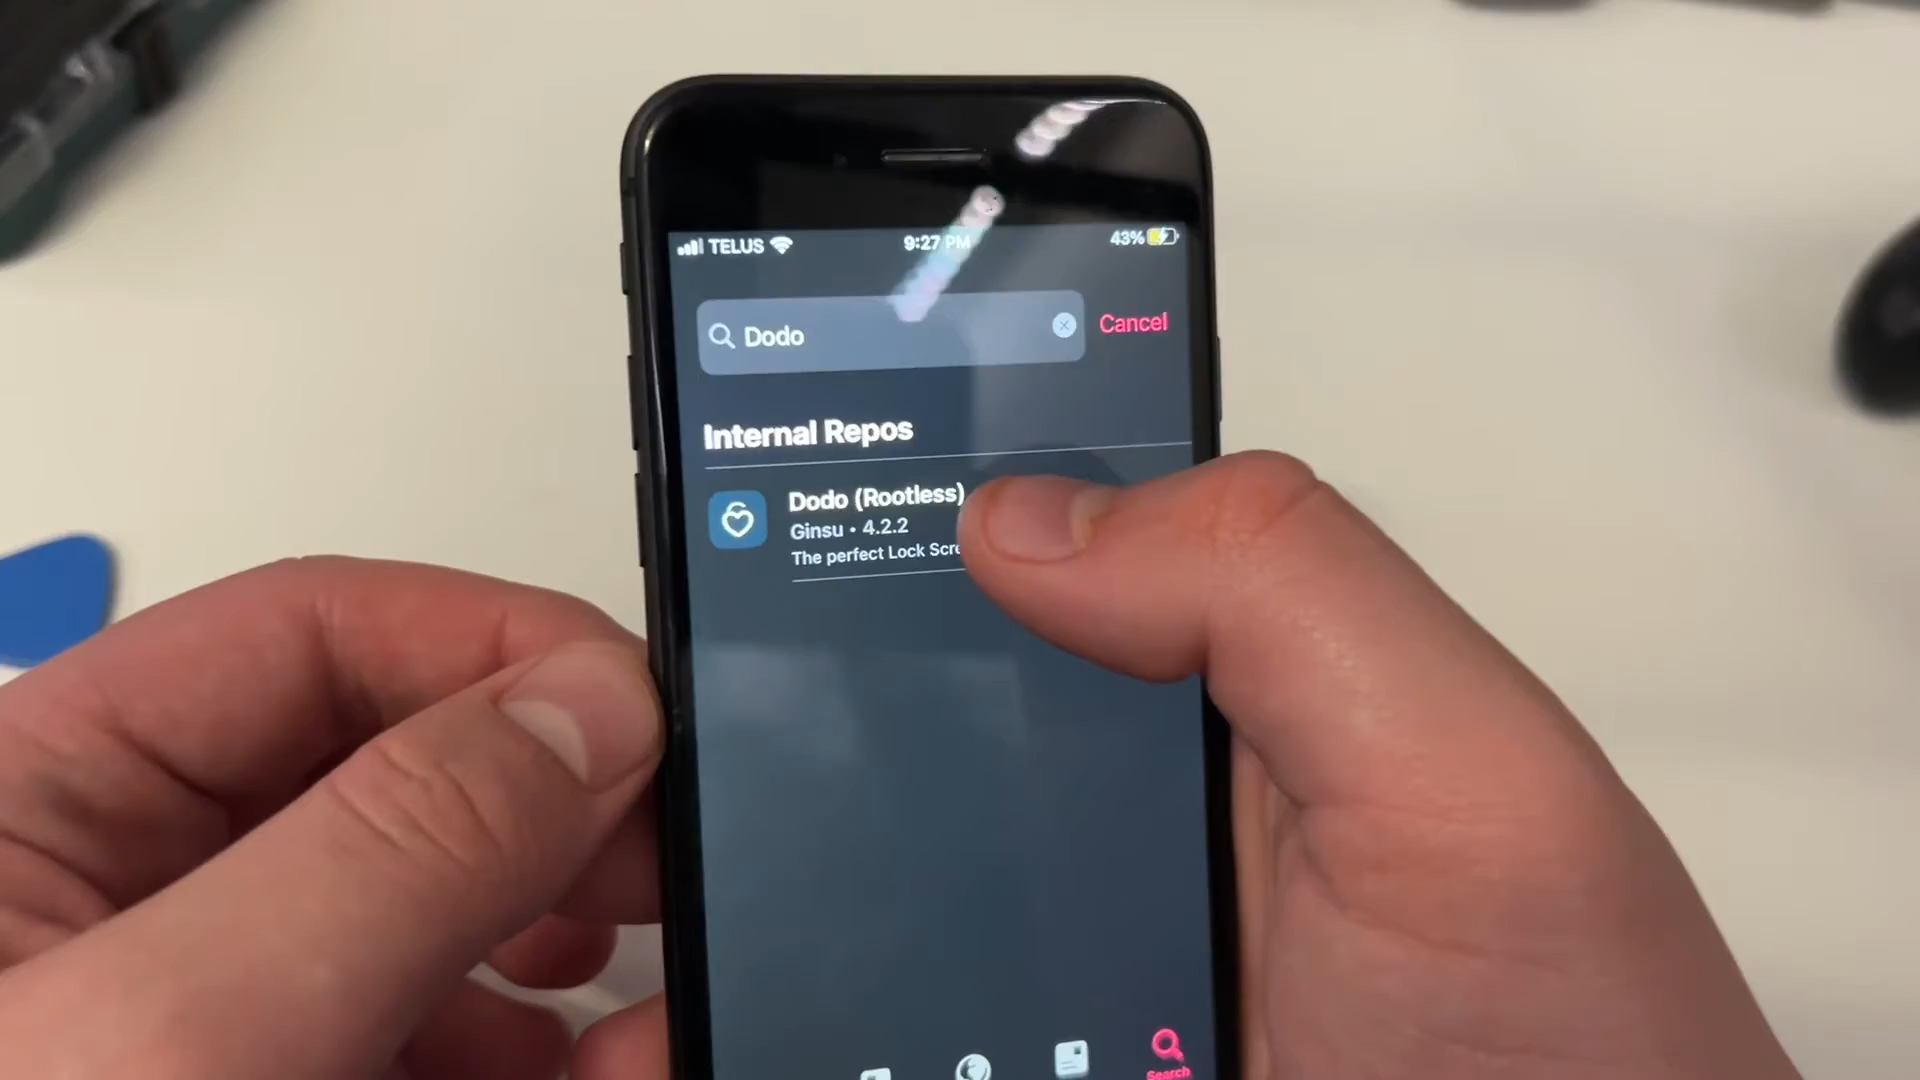 TELUS
9:27 PM
43%
Dodo
Cancel
Internal Repos
Dodo (Rootless)
Ginsu • 4.2.2
The perfect Lock
Search